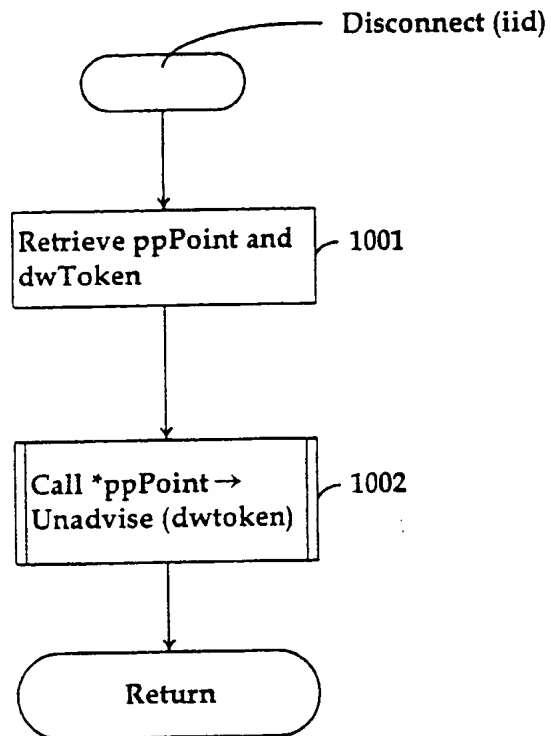 Disconnect (iid)
Retrieve ppPoint and
dwToken
1001
Call *ppPoint→
Unadvise (dwtoken)
1002
Return